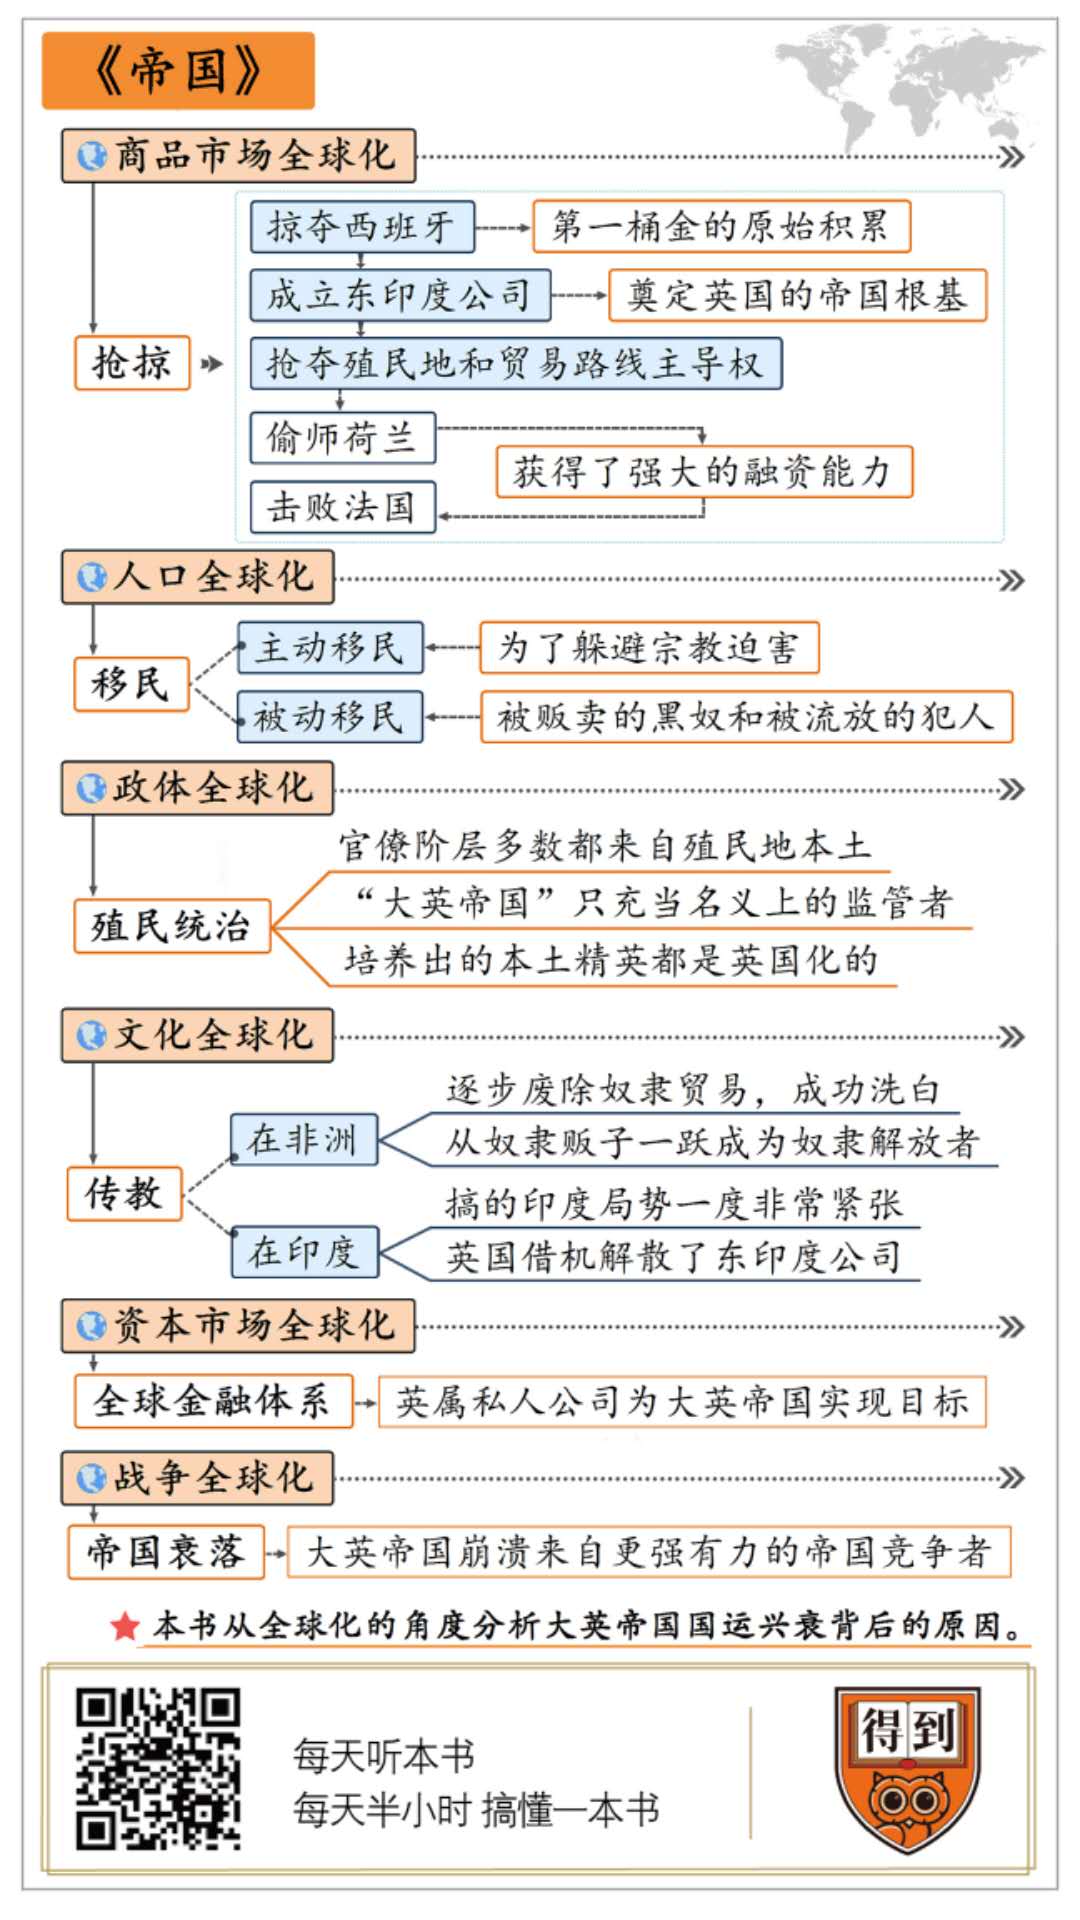 《帝国》
商品市场全球化
掠夺西班牙
第一桶金的原始积累
成立东印度公司
奠定英国的帝国根基
抢掠
抢夺殖民地和贸易路线主导权
偷师荷兰
获得了强大的融资能力
击败法国
人口全球化
主动移民
为了躲避宗教迫害
移民
被动移民
被贩卖的黑奴和被流放的犯人
政体全球化
官僚阶层多数都来自殖民地本土
“大英帝国”只充当名义上的监管者
殖民统治
培养出的本土精英都是英国化的
文化全球化
逐步废除奴隶贸易，成功洗白
在非洲
从奴隶贩子一跃成为奴隶解放者
传教
搞的印度局势一度非常紧张
在印度
英国借机解散了东印度公司
资本市场全球化
全球金融体系
英属私人公司为大英帝国实现目标
战争全球化
帝国衰落
大英帝国崩溃来自更强有力的帝国竞争者
本书从全球化的角度分析大英帝国国运兴衰背后的原因。
每天听本书
每天半小时 搞懂一本书
得到